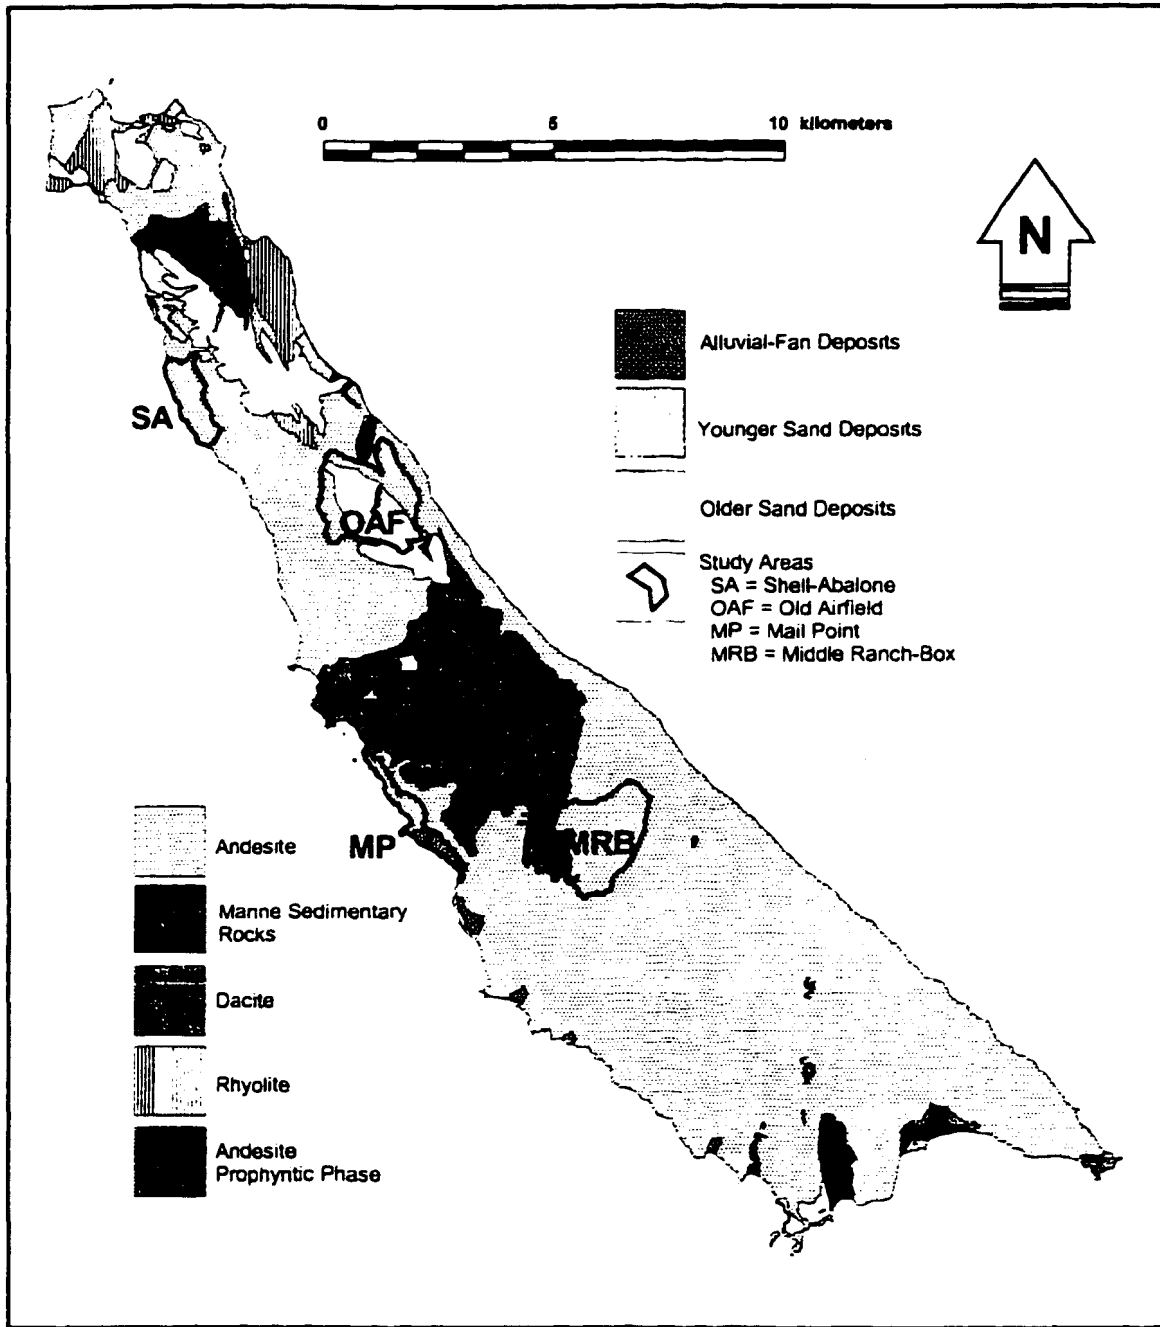 0 5 10 kilometers
N
Alluvial-Fan Deposits
Younger Sand Deposits
Older Sand Deposits
Study Areas
SA = Shell-Abalone
OAF = Old Airfield
MP = Mail Point
MRB = Middle Ranch-Box
SA
OAF
MP
MRB
Andesite
Marine Sedimentary
Rocks
Dacite
Rhyolite
Andesite
Prophyntic Phase